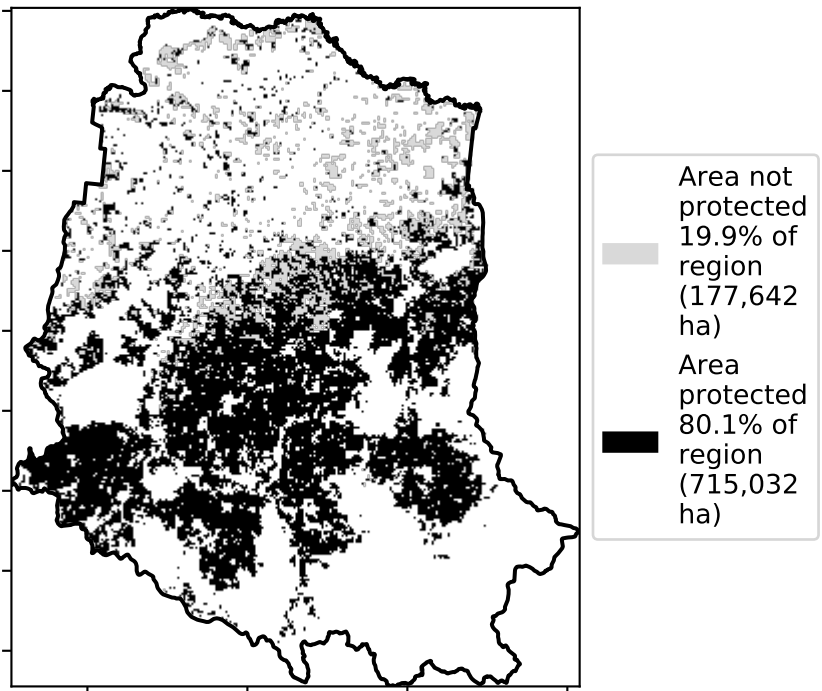 Area not
protected
19.9% of
region
(177,642
ha)
Area
protected
80.1% of
region
(715,032
ha)